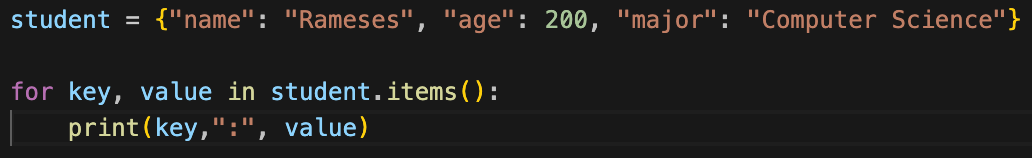 student = {"name": "Rameses", "age": 200, "major": "Computer Science"}
for key, value in student.items():
    print(key,":", value)